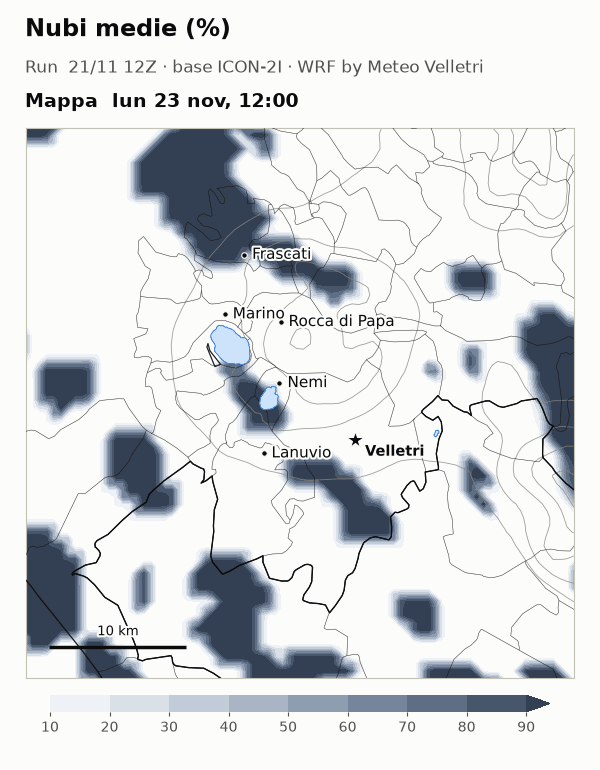 Nubi medie (%)
Run  21/11 12Z · base ICON-2I · WRF by Meteo Velletri
Mappa  lun 23 nov, 12:00
Frascati
Marino
Rocca di Papa
Nemi
Lanuvio
Velletri
10 km
10 20 30 40 50 60 70 80 90